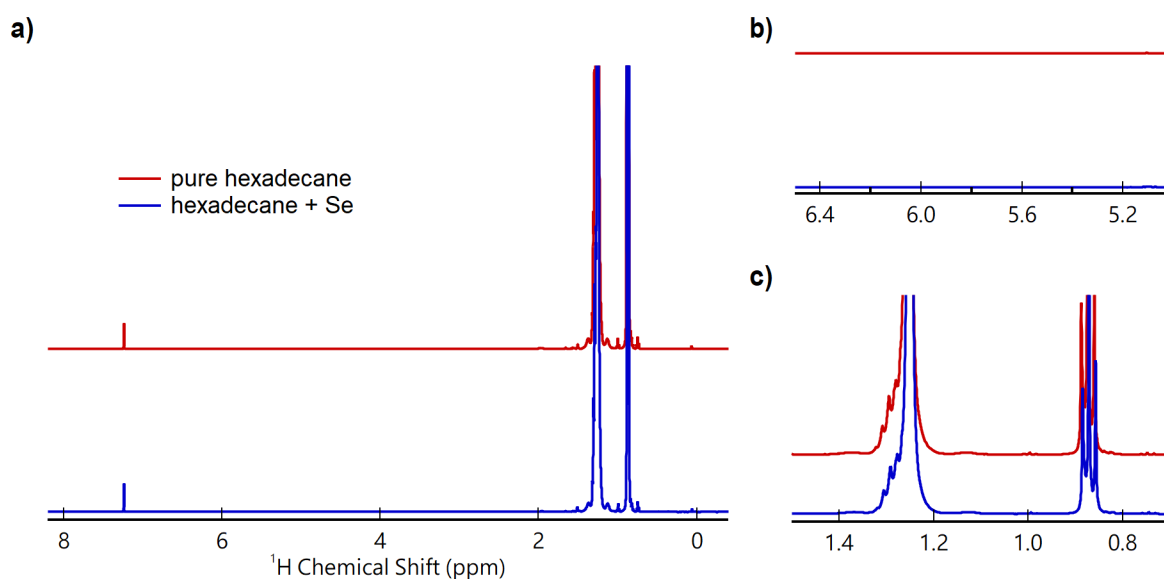 a)
pure hexadecane
hexadecane + Se
8 6 4 2 0
¹H Chemical Shift (ppm)
b)
6.4 6.0 5.6 5.2
c)
1.4 1.2 1.0 0.8